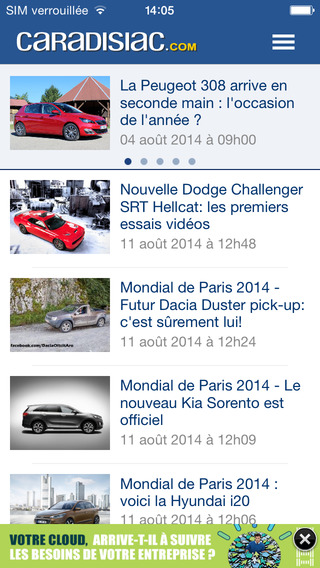 SIM verrouillée 14:05
CARADISIAC.COM
La Peugeot 308 arrive en
seconde main : l'occasion
de l'année ?
04 août 2014 à 09h00
Nouvelle Dodge Challenger
SRT Hellcat: les premiers
essais vidéos
11 août 2014 à 12h48
Mondial de Paris 2014 -
Futur Dacia Duster pick-up:
c'est sûrement lui!
11 août 2014 à 12h24
facebook.com/DaciaClubAro
Mondial de Paris 2014 - Le
nouveau Kia Sorento est
officiel
11 août 2014 à 12h09
Mondial de Paris 2014 :
voici la Hyundai i20
11 août 2014 à 12h06
VOTRE CLOUD, ARRIVE-T-IL À SUIVRE
LES BESOINS DE VOTRE ENTREPRISE ?